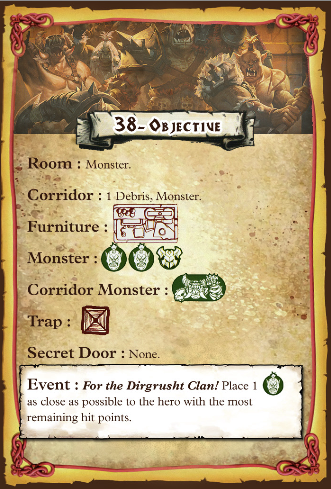 38- Objective
Room : Monster.
Corridor : 1 Debris, Monster.
Furniture :
Monster :
Corridor Monster :
Trap :
Secret Door : None.
Event : For the Dirgrusht Clan! Place 1
as close as possible to the hero with the most
remaining hit points.